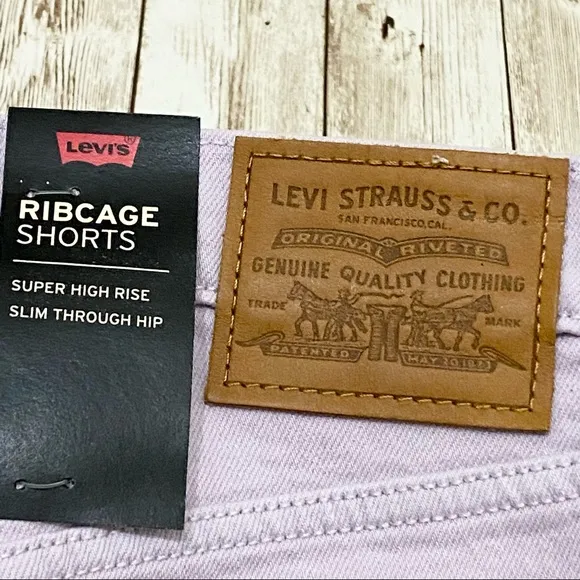 Levi's
RIBCAGE
SHORTS
SUPER HIGH RISE
SLIM THROUGH HIP
LEVI STRAUSS & CO.
SAN FRANCISCO, CAL.
ORIGINAL RIVETED
GENUINE QUALITY CLOTHING
TRADE MARK
PATENTED MAY 20 1873